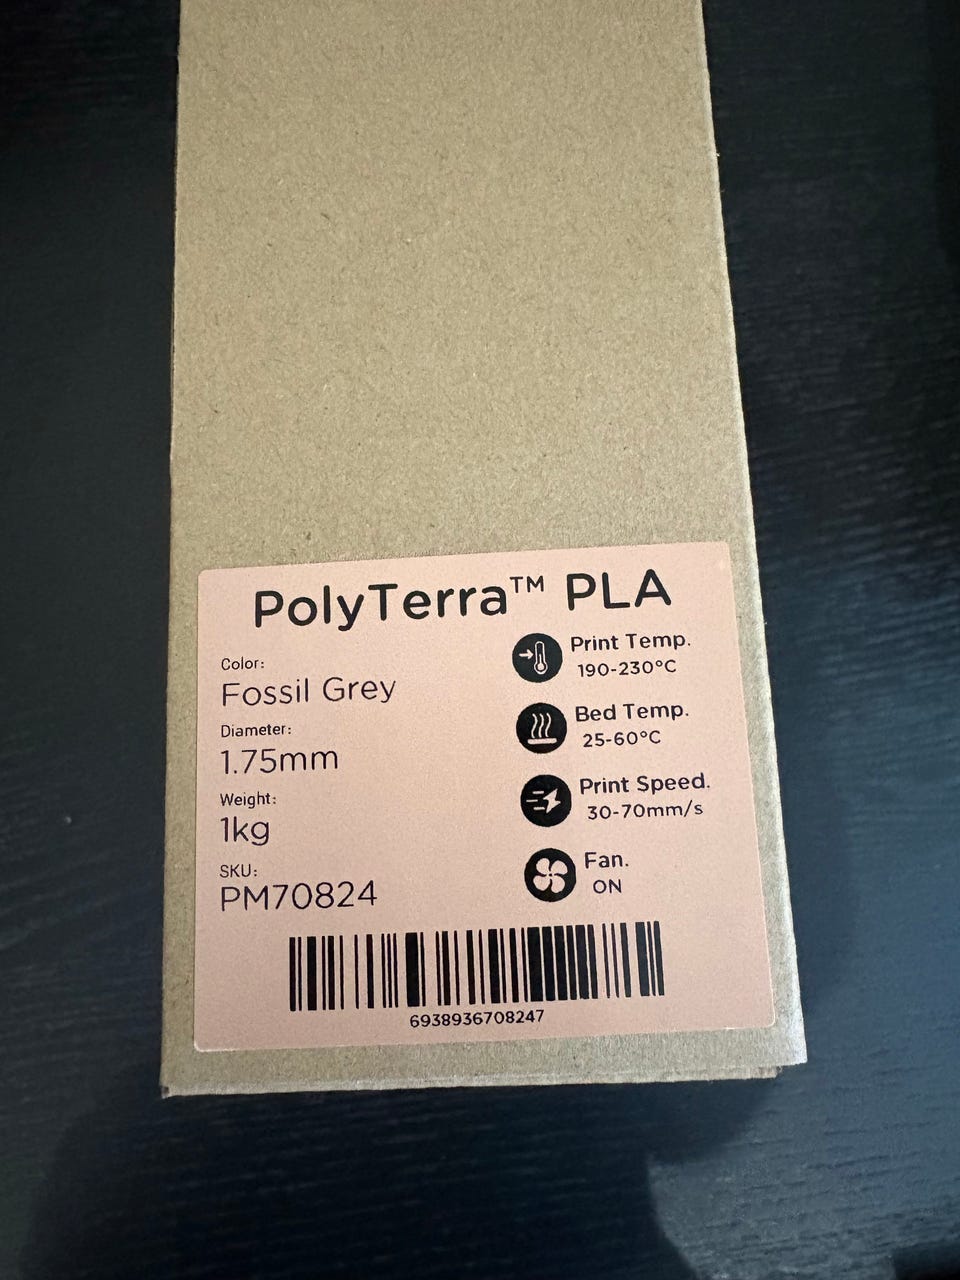 PolyTerra™ PLA
Color:
Fossil Grey
Diameter:
1.75mm
Weight:
1kg
SKU:
PM70824
Print Temp.
190-230°C
Bed Temp.
25-60°C
Print Speed.
30-70mm/s
Fan.
ON
6938936708247